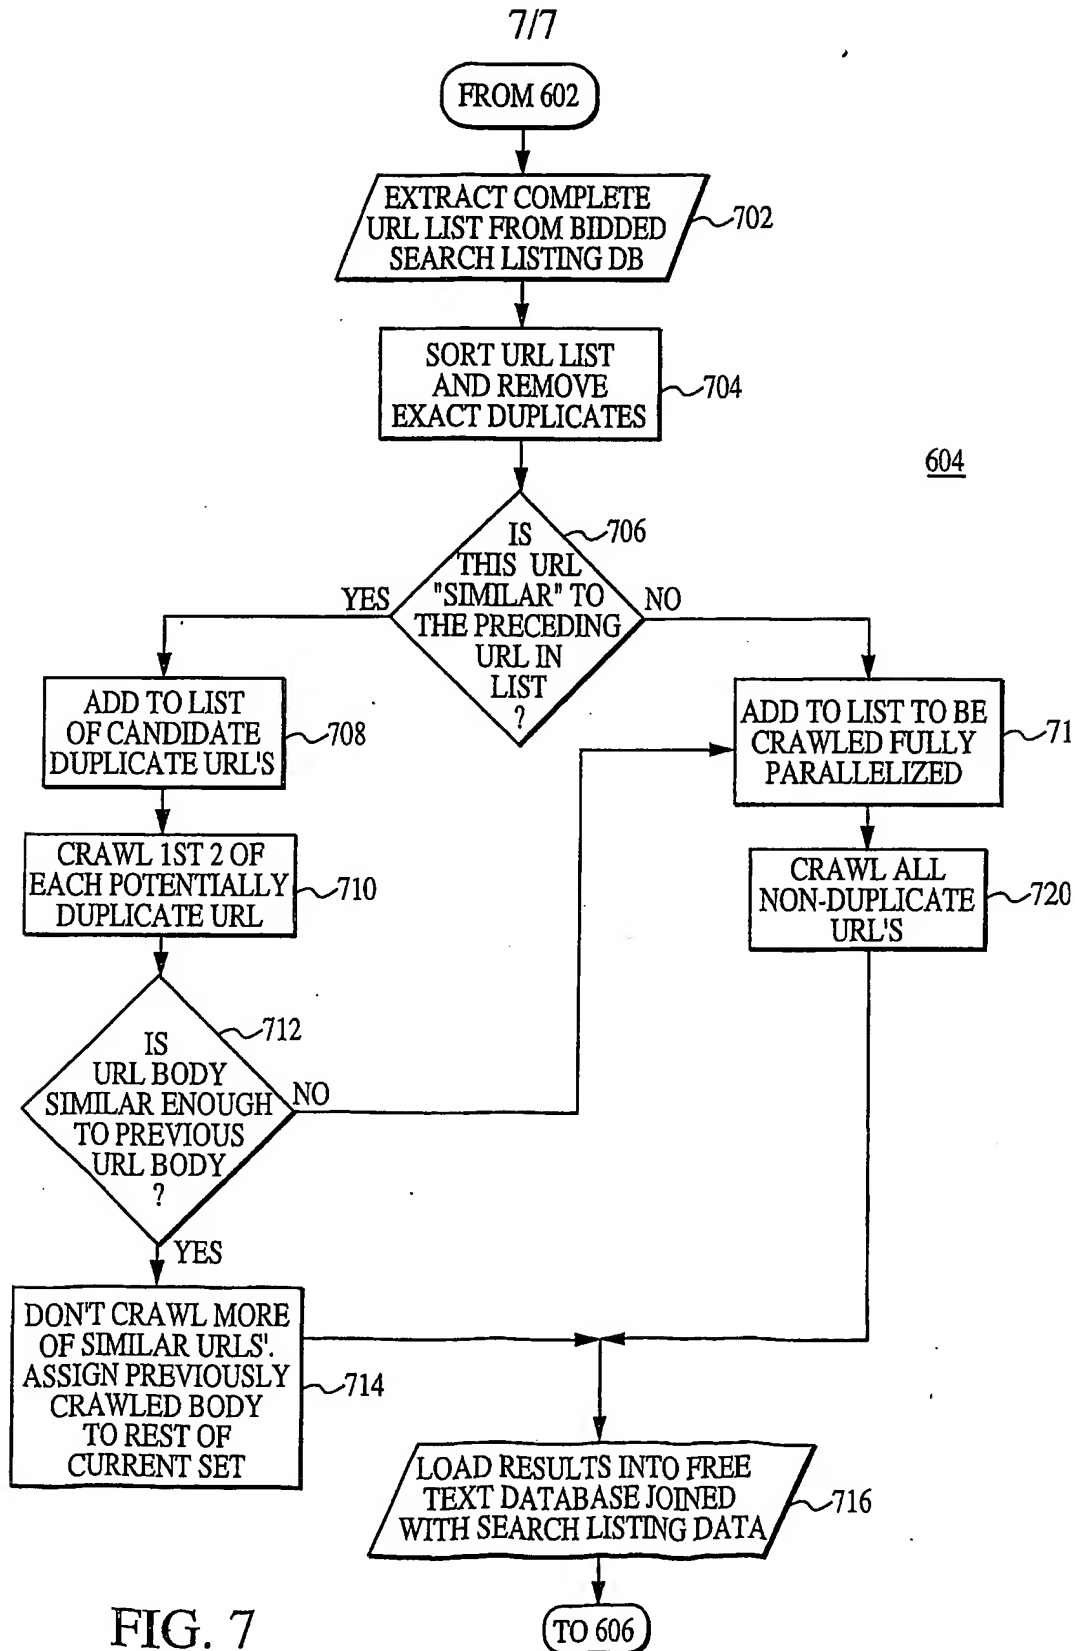 7/7
FROM 602
EXTRACT COMPLETE
URL LIST FROM BIDDED
SEARCH LISTING DB
702
SORT URL LIST
AND REMOVE
EXACT DUPLICATES
704
604
IS
THIS URL
"SIMILAR" TO
THE PRECEDING
URL IN
LIST
?
706
YES
NO
ADD TO LIST
OF CANDIDATE
DUPLICATE URL'S
708
ADD TO LIST TO BE
CRAWLED FULLY
PARALLELIZED
71
CRAWL 1ST 2 OF
EACH POTENTIALLY
DUPLICATE URL
710
CRAWL ALL
NON-DUPLICATE
URL'S
720
IS
URL BODY
SIMILAR ENOUGH
TO PREVIOUS
URL BODY
?
712
NO
YES
DON'T CRAWL MORE
OF SIMILAR URLS'.
ASSIGN PREVIOUSLY
CRAWLED BODY
TO REST OF
CURRENT SET
714
LOAD RESULTS INTO FREE
TEXT DATABASE JOINED
WITH SEARCH LISTING DATA
716
TO 606
FIG. 7